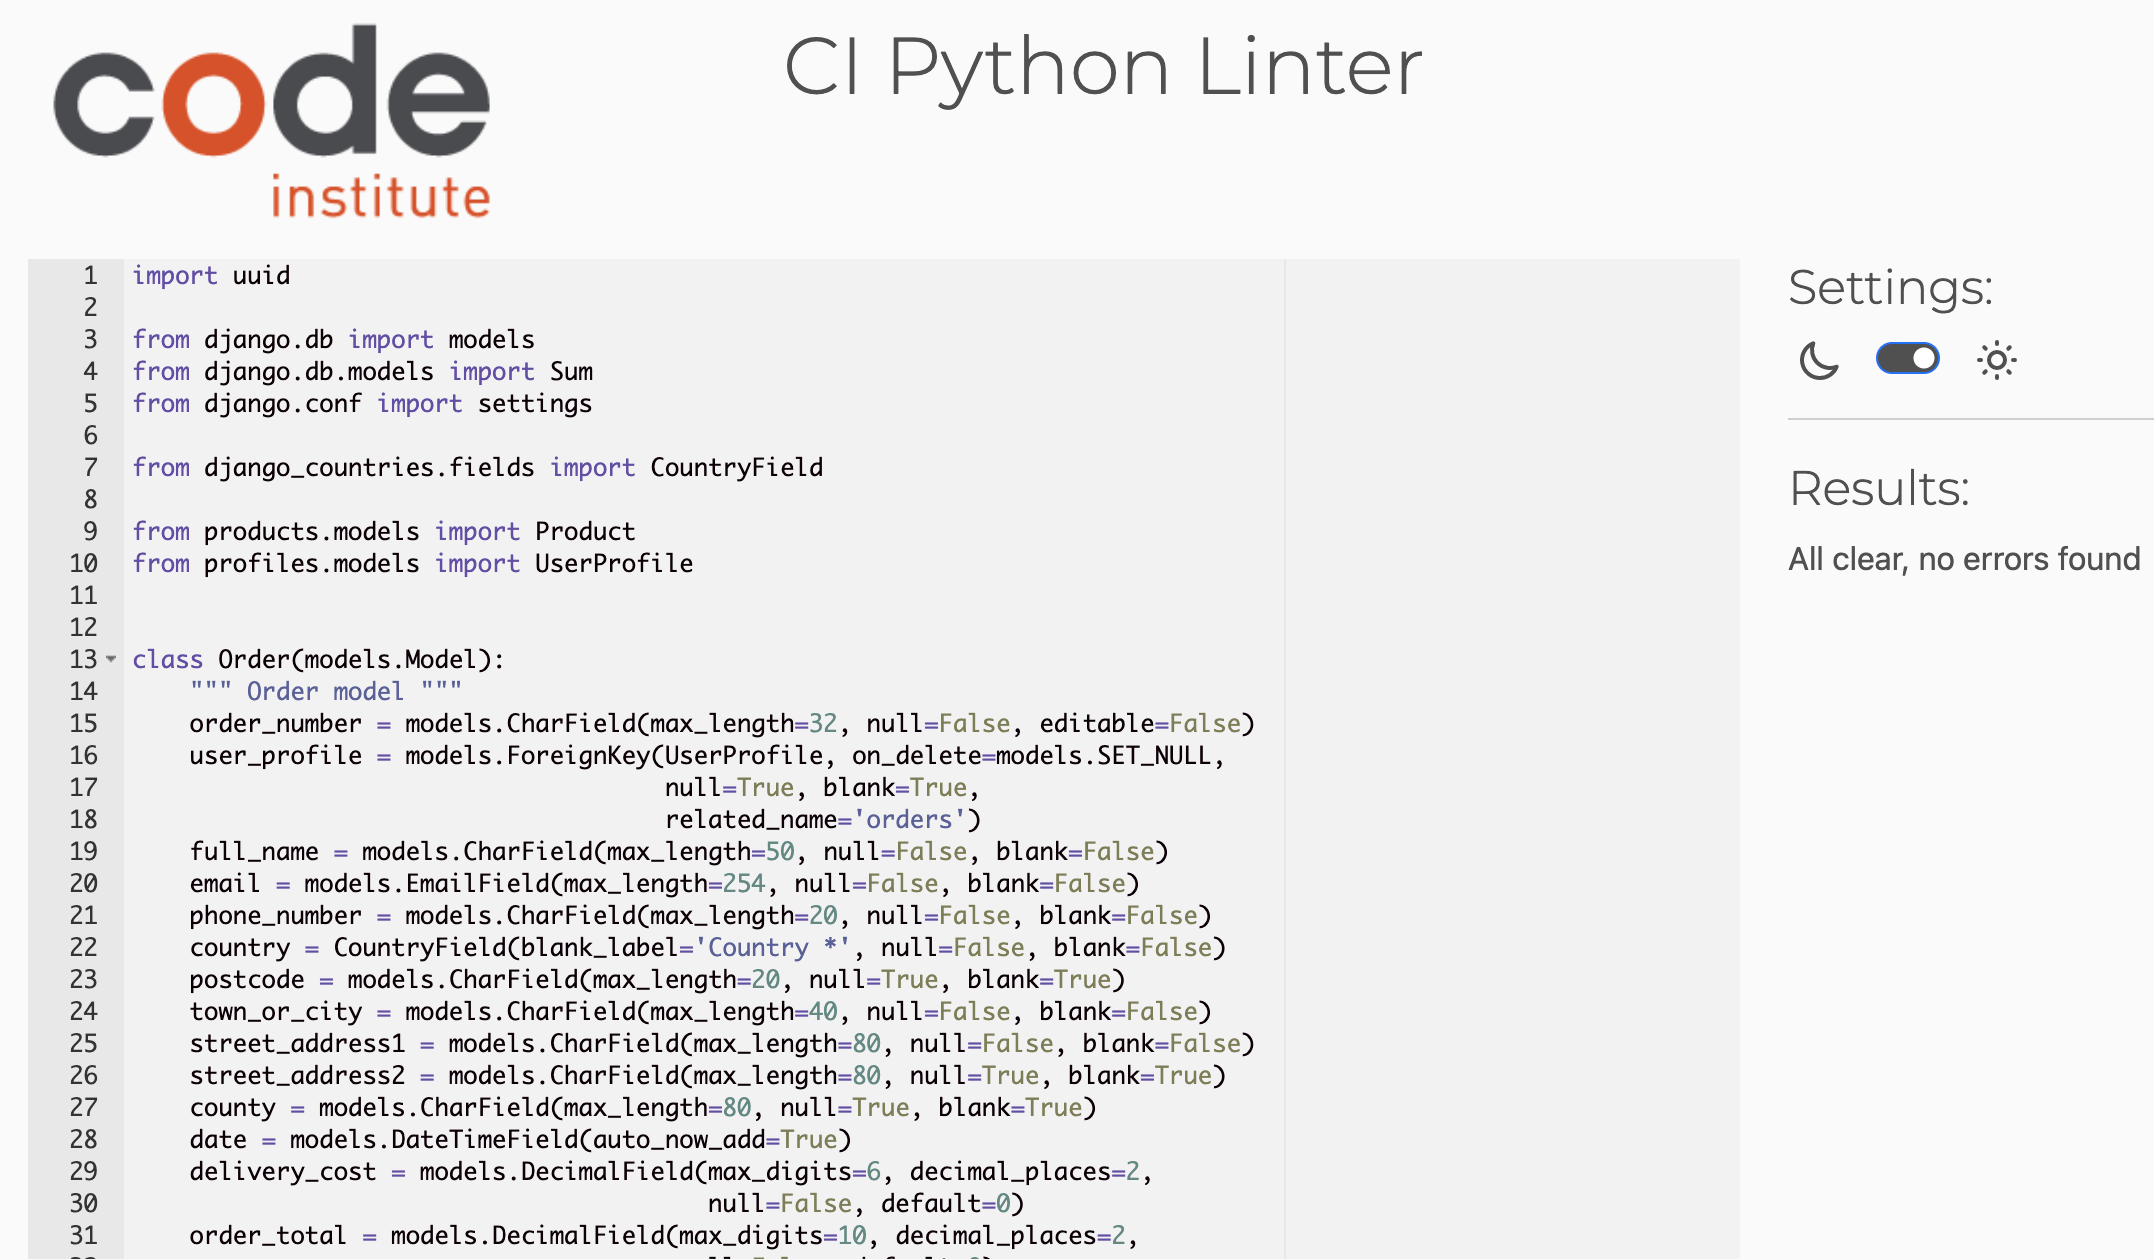 code
institute
CI Python Linter
1 import uuid
2
3 from django.db import models
4 from django.db.models import Sum
5 from django.conf import settings
6
7 from django_countries.fields import CountryField
8
9 from products.models import Product
10 from profiles.models import UserProfile
11
12
13 class Order(models.Model):
14     """ Order model """
15     order_number = models.CharField(max_length=32, null=False, editable=False)
16     user_profile = models.ForeignKey(UserProfile, on_delete=models.SET_NULL,
17                                      null=True, blank=True,
18                                      related_name='orders')
19     full_name = models.CharField(max_length=50, null=False, blank=False)
20     email = models.EmailField(max_length=254, null=False, blank=False)
21     phone_number = models.CharField(max_length=20, null=False, blank=False)
22     country = CountryField(blank_label='Country *', null=False, blank=False)
23     postcode = models.CharField(max_length=20, null=True, blank=True)
24     town_or_city = models.CharField(max_length=40, null=False, blank=False)
25     street_address1 = models.CharField(max_length=80, null=False, blank=False)
26     street_address2 = models.CharField(max_length=80, null=True, blank=True)
27     county = models.CharField(max_length=80, null=True, blank=True)
28     date = models.DateTimeField(auto_now_add=True)
29     delivery_cost = models.DecimalField(max_digits=6, decimal_places=2,
30                                         null=False, default=0)
31     order_total = models.DecimalField(max_digits=10, decimal_places=2,
Settings:
Results:
All clear, no errors found